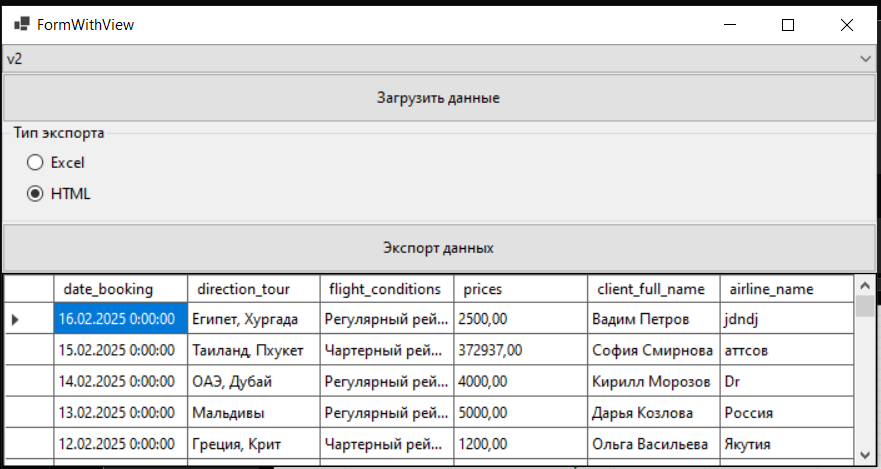 FormWithView
v2
Загрузить данные
Тип экспорта
Excel
HTML
Экспорт данных
date_booking direction_tour flight_conditions prices client_full_name airline_name
16.02.2025 0:00:00 Египет, Хургада Регулярный рей... 2500,00 Вадим Петров jdndj
15.02.2025 0:00:00 Таиланд, Пхукет Чартерный рей... 372937,00 София Смирнова аттсов
14.02.2025 0:00:00 ОАЭ, Дубай Регулярный рей... 4000,00 Кирилл Морозов Dr
13.02.2025 0:00:00 Мальдивы Регулярный рей... 5000,00 Дарья Козлова Россия
12.02.2025 0:00:00 Греция, Крит Чартерный рей... 1200,00 Ольга Васильева Якутия